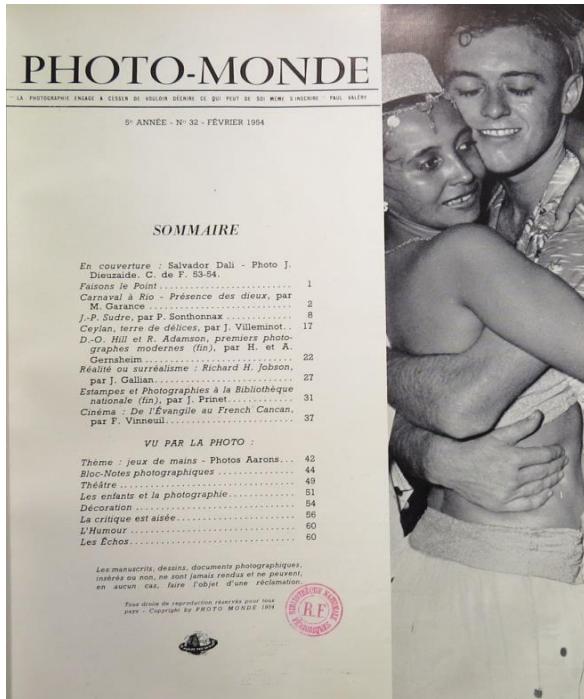 PHOTO-MONDE
"LA PHOTOGRAPHIE ENGAGE A CESSER DE VOULOIR DÉCRIRE CE QUI PEUT DE SOI MÊME S'INSCRIRE" PAUL VALÉRY
5e ANNÉE - No 32 - FÉVRIER 1954
SOMMAIRE
En couverture : Salvador Dali - Photo J.
Dieuzaide. C. de F. 53-54.
Faisons le Point .......................... 1
Carnaval à Rio - Présence des dieux, par
M. Garance .......................... 2
J.-P. Sudre, par P. Sonthonnax .......... 8
Ceylan, terre de délices, par J. Villeminot.. 17
D.-O. Hill et R. Adamson, premiers photo-
graphes modernes (fin), par H. et A.
Gernsheim .......................... 22
Réalité ou surréalisme : Richard H. Jobson,
par J. Gallian.......................... 27
Estampes et Photographies à la Bibliothèque
nationale (fin), par J. Prinet............ 31
Cinéma : De l'Évangile au French Cancan,
par F. Vinneuil.......................... 37
VU PAR LA PHOTO :
Thème : jeux de mains - Photos Aarons... 42
Bloc-Notes photographiques .............. 44
Théâtre .......................... 49
Les enfants et la photographie............ 51
Décoration .......................... 54
La critique est aisée.................... 56
L'Humour .......................... 60
Les Échos.......................... 60
Les manuscrits, dessins, documents photographiques,
insérés ou non, ne sont jamais rendus et ne peuvent,
en aucun cas, faire l'objet d'une réclamation.
Tous droits de reproduction réservés pour tous
pays - Copyright by PHOTO MONDE 1954
BIBLIOTHÈQUE NATIONALE
R.F
PÉRIODIQUES